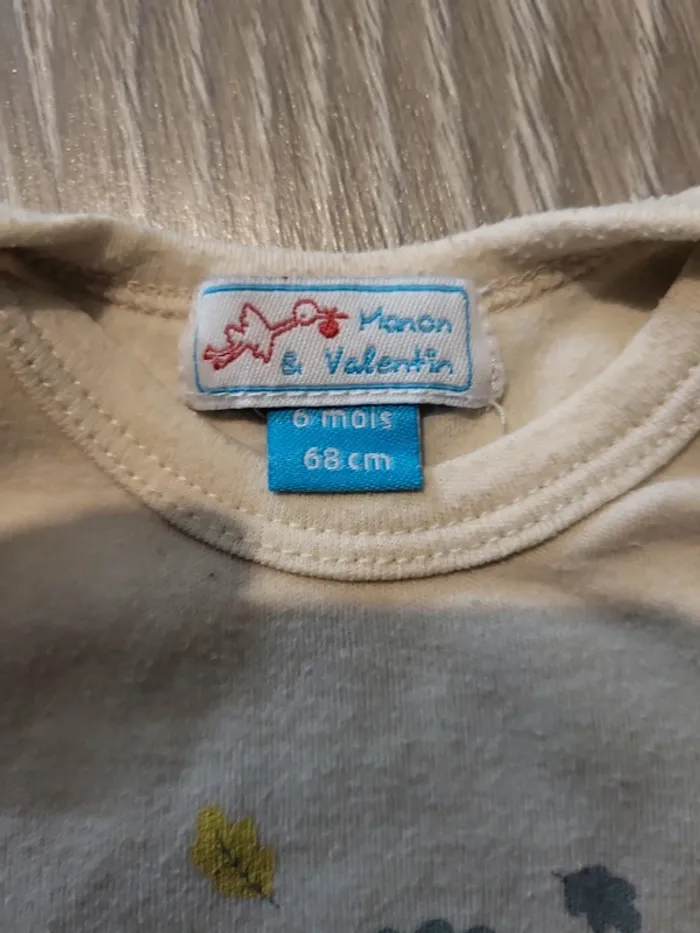 Manon
& Valentin
6 mois
68 cm